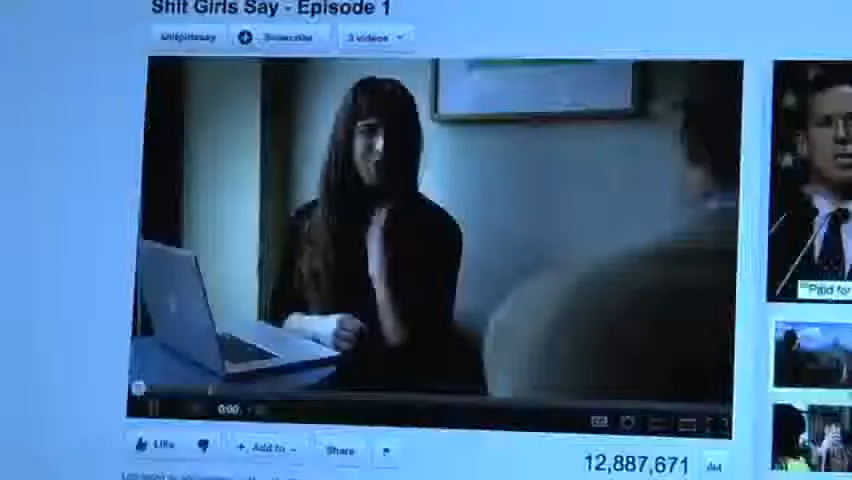 Shit Girls Say - Episode 1
Subscribe
3 videos
0:00
CC
Like
+ Add to
Share
12,887,671
Paid for